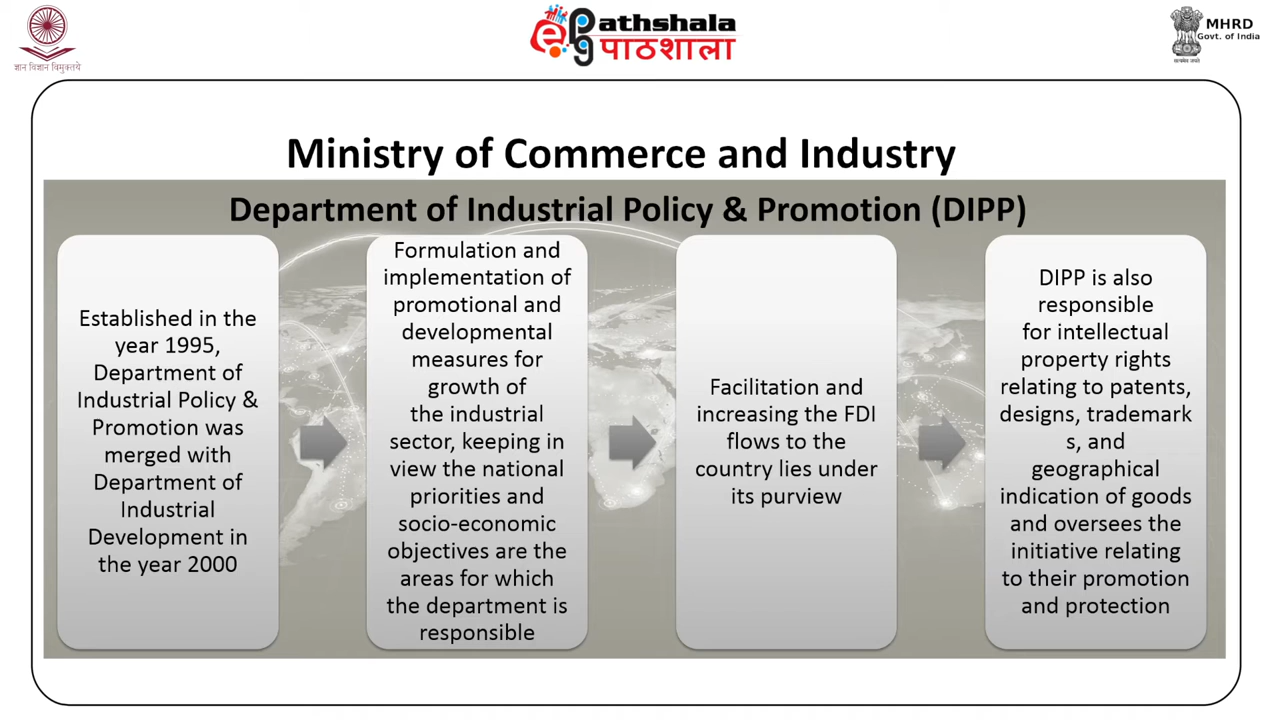 ज्ञान विज्ञान विमुक्तये
ePathshala
पाठशाला
MHRD
Govt. of India
सत्यमेव जयते
Ministry of Commerce and Industry
Department of Industrial Policy & Promotion (DIPP)
Established in the
year 1995,
Department of
Industrial Policy &
Promotion was
merged with
Department of
Industrial
Development in
the year 2000
Formulation and
implementation of
promotional and
developmental
measures for
growth of
the industrial
sector, keeping in
view the national
priorities and
socio-economic
objectives are the
areas for which
the department is
responsible
Facilitation and
increasing the FDI
flows to the
country lies under
its purview
DIPP is also
responsible
for intellectual
property rights
relating to patents,
designs, trademark
s, and
geographical
indication of goods
and oversees the
initiative relating
to their promotion
and protection